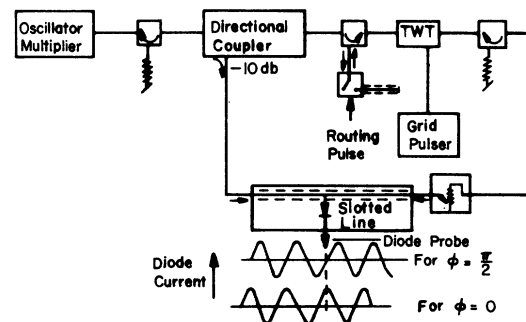 Oscillator
Multiplier
Directional
Coupler
TWT
−10 db
Routing
Pulse
Grid
Pulser
Slotted
Line
Diode Probe
Diode
Current
For φ = π/2
For φ = 0